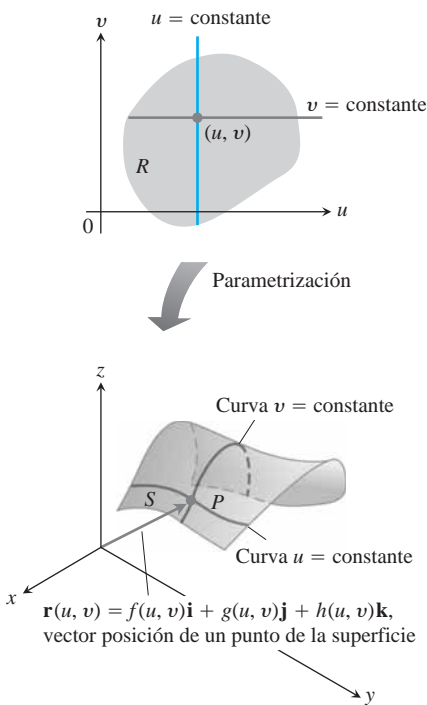 υ
u = constante
υ = constante
(u, υ)
R
u
0
Parametrización
z
Curva υ = constante
S
P
Curva u = constante
x
r(u, υ) = f(u, υ)i + g(u, υ)j + h(u, υ)k,
vector posición de un punto de la superficie
y